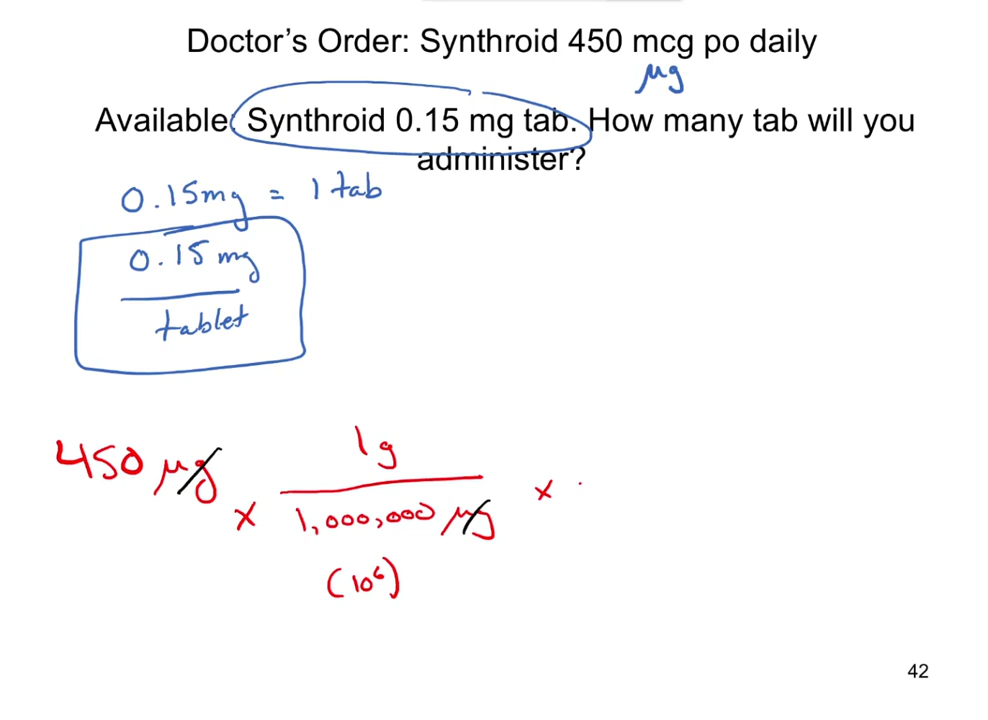 Doctor's Order: Synthroid 450 mcg po daily
μg
Available: Synthroid 0.15 mg tab. How many tab will you
administer?
0.15mg = 1 tab
0.15 mg
tablet
450 μg × 1g
1,000,000 μg ×
(10⁶)
42